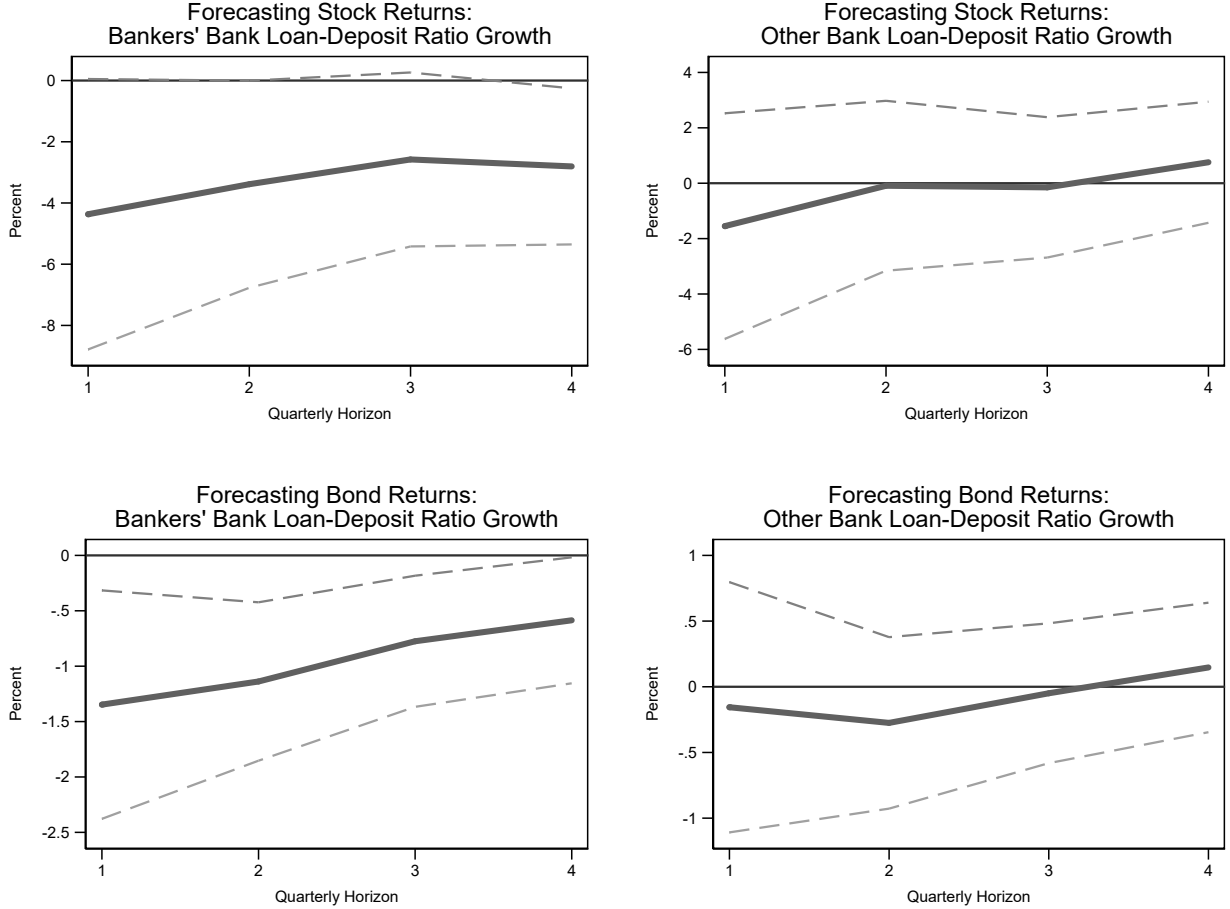 Forecasting Stock Returns:
Bankers' Bank Loan-Deposit Ratio Growth
0
-2
-4
-6
-8
Percent
1 2 3 4
Quarterly Horizon
Forecasting Stock Returns:
Other Bank Loan-Deposit Ratio Growth
4
2
0
-2
-4
-6
Percent
1 2 3 4
Quarterly Horizon
Forecasting Bond Returns:
Bankers' Bank Loan-Deposit Ratio Growth
0
-.5
-1
-1.5
-2
-2.5
Percent
1 2 3 4
Quarterly Horizon
Forecasting Bond Returns:
Other Bank Loan-Deposit Ratio Growth
1
.5
0
-.5
-1
Percent
1 2 3 4
Quarterly Horizon